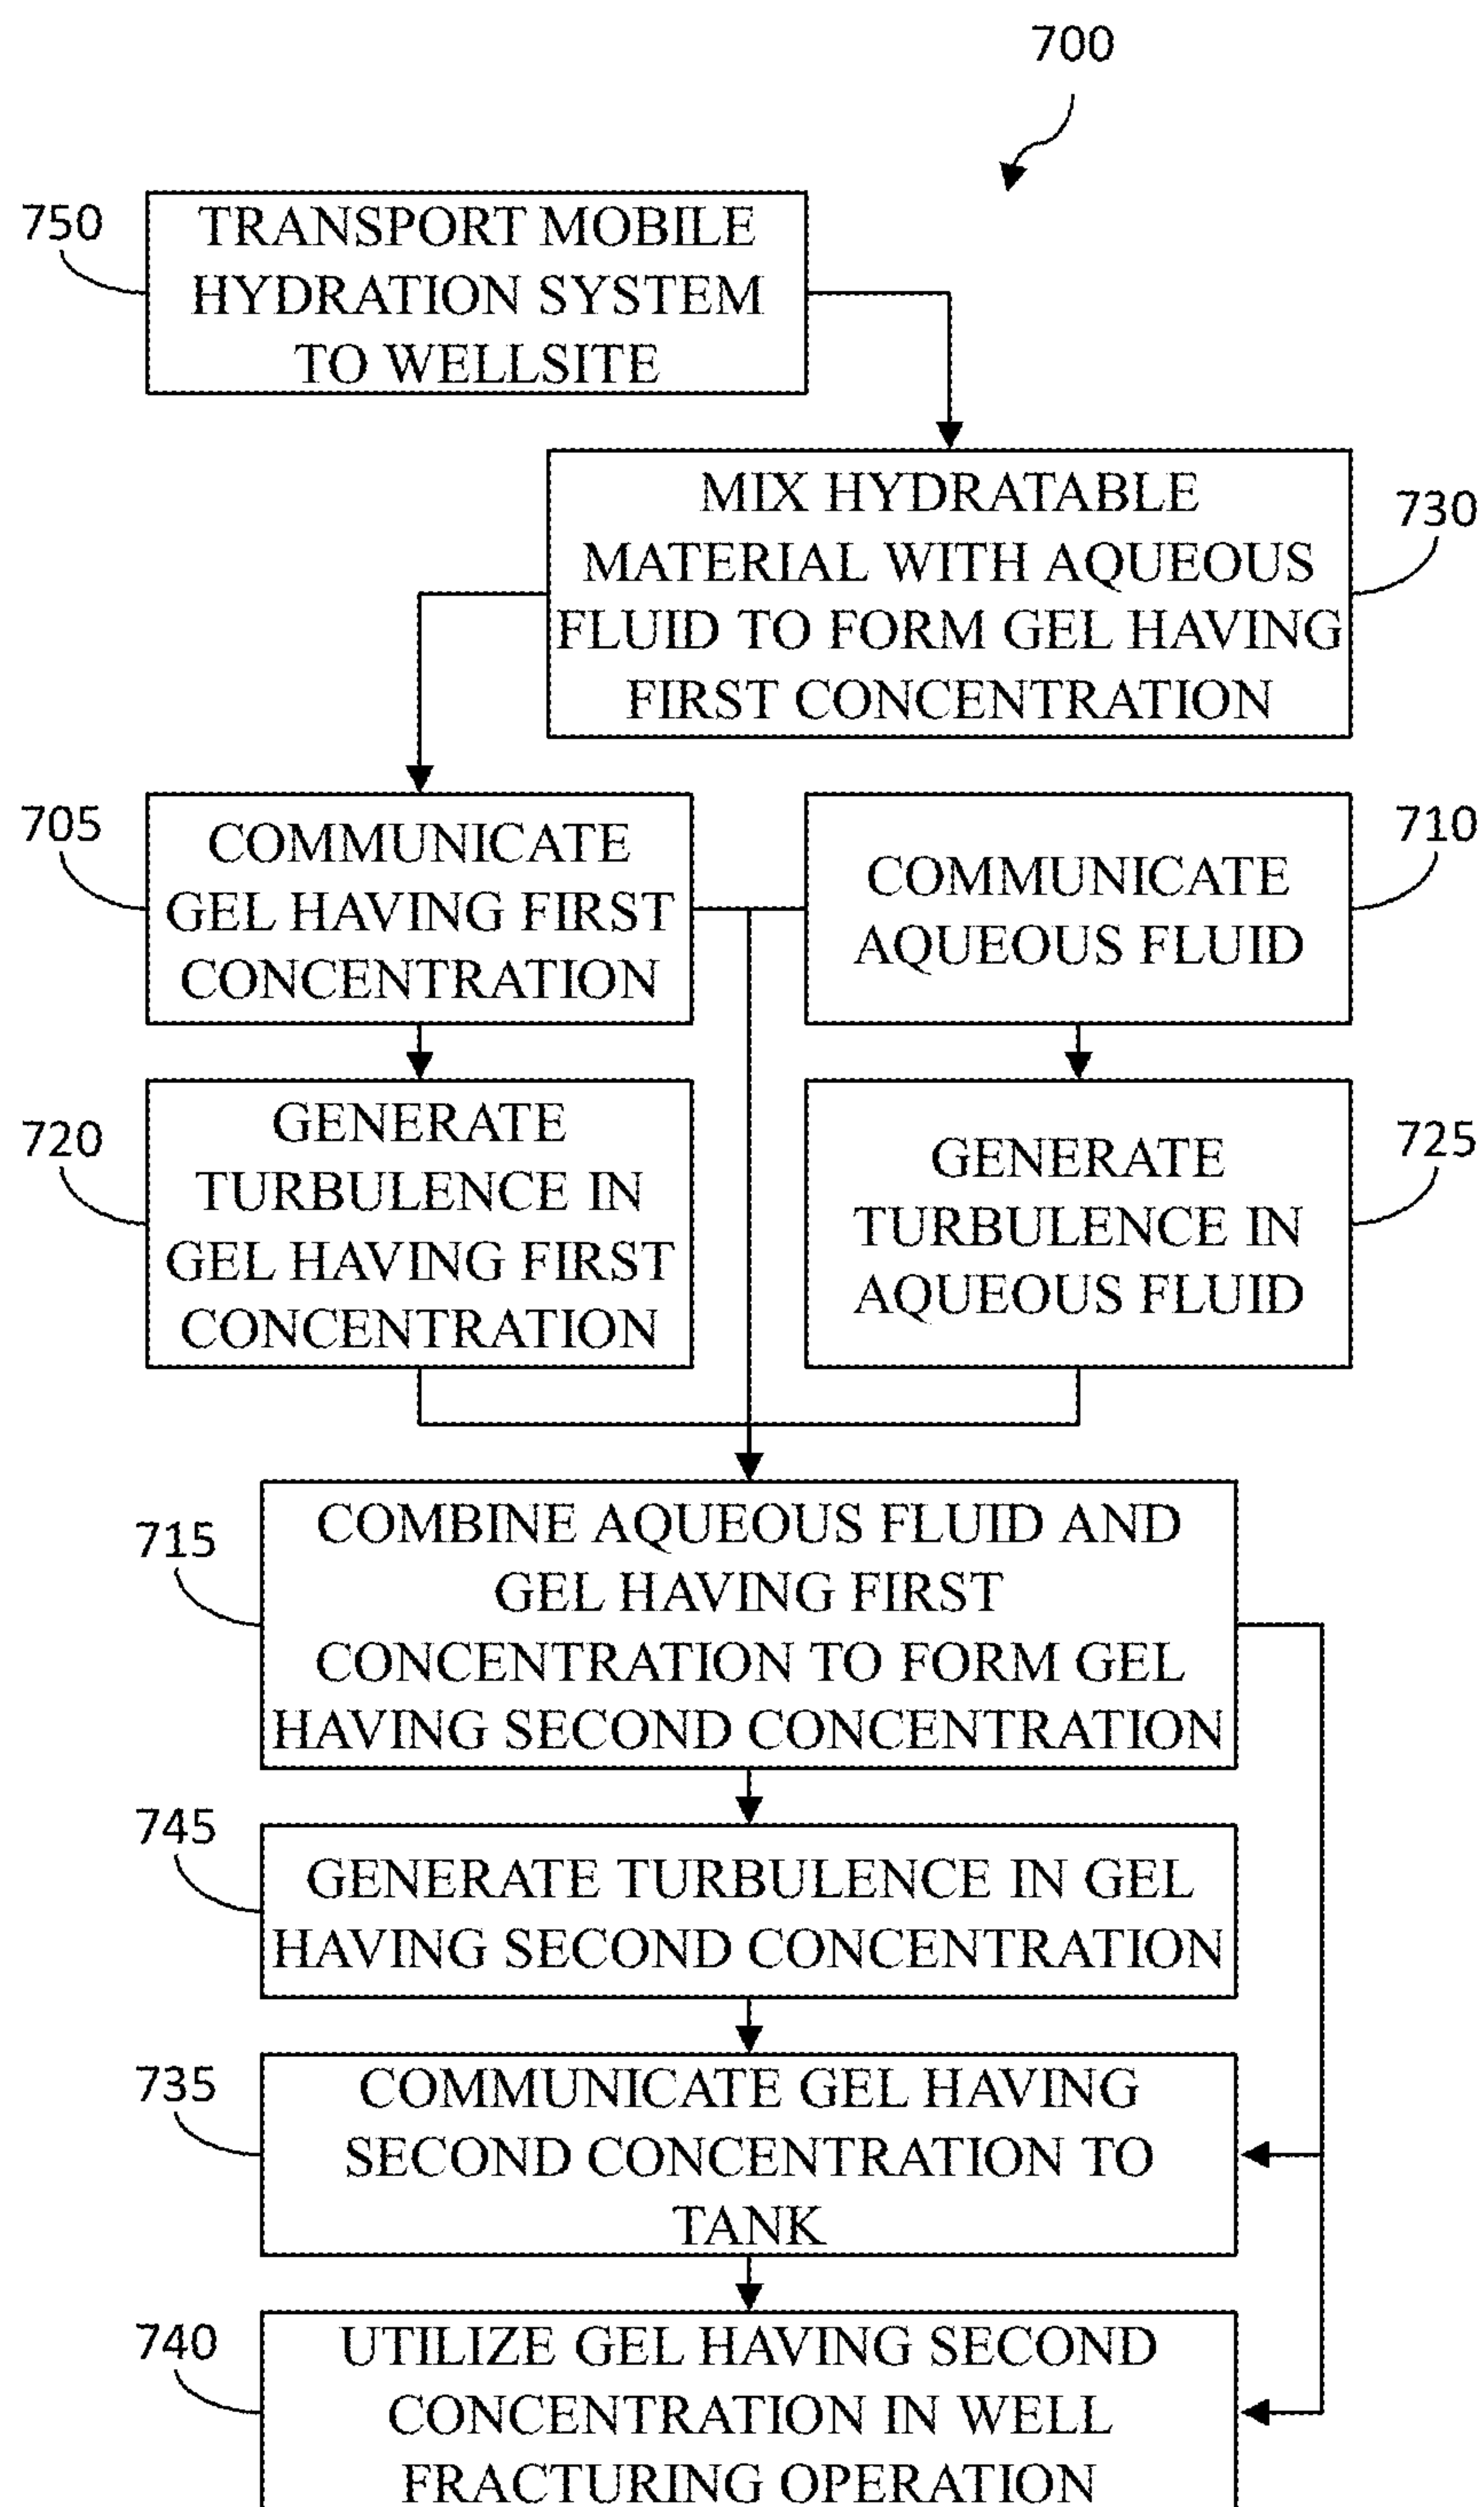 700
750
TRANSPORT MOBILE
HYDRATION SYSTEM
TO WELLSITE
MIX HYDRATABLE
MATERIAL WITH AQUEOUS
FLUID TO FORM GEL HAVING
FIRST CONCENTRATION
730
705
COMMUNICATE
GEL HAVING FIRST
CONCENTRATION
COMMUNICATE
AQUEOUS FLUID
710
720
GENERATE
TURBULENCE IN
GEL HAVING FIRST
CONCENTRATION
GENERATE
TURBULENCE IN
AQUEOUS FLUID
725
715
COMBINE AQUEOUS FLUID AND
GEL HAVING FIRST
CONCENTRATION TO FORM GEL
HAVING SECOND CONCENTRATION
745
GENERATE TURBULENCE IN GEL
HAVING SECOND CONCENTRATION
735
COMMUNICATE GEL HAVING
SECOND CONCENTRATION TO
TANK
740
UTILIZE GEL HAVING SECOND
CONCENTRATION IN WELL
FRACTURING OPERATION